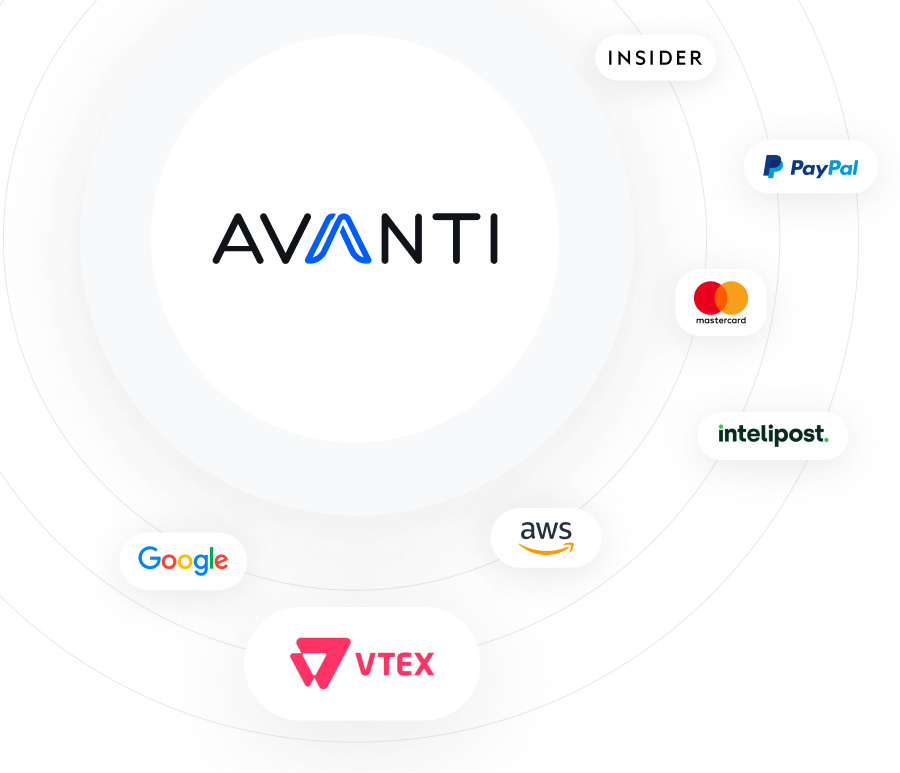 INSIDER
PayPal
AVANTI
mastercard
intelipost.
aws
Google
VTEX